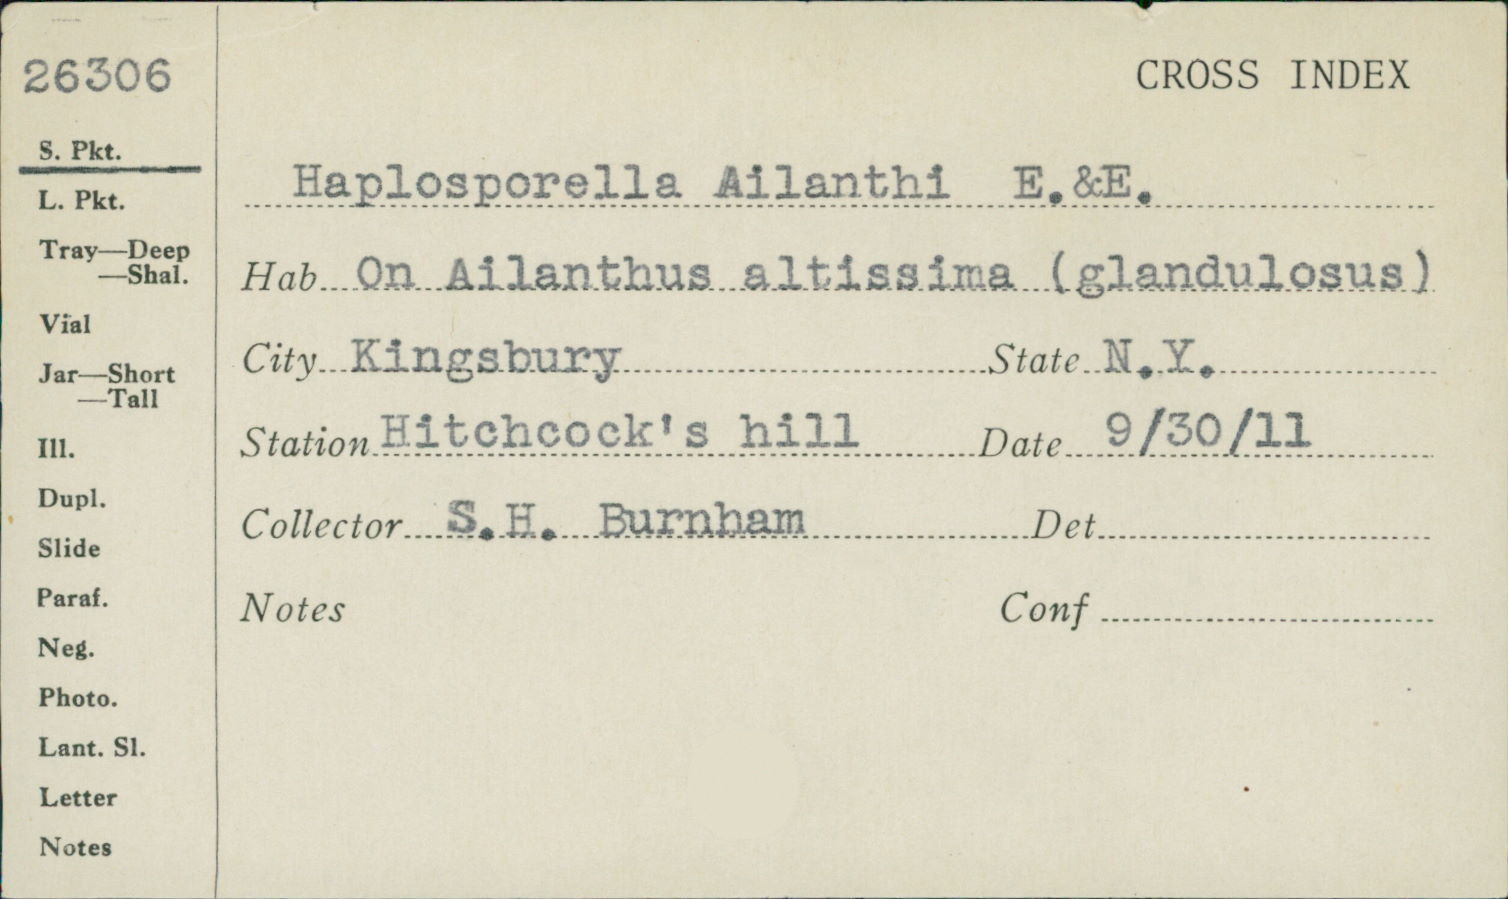 26306
CROSS INDEX
S. Pkt.
L. Pkt.
Tray—Deep
—Shal.
Vial
Jar—Short
—Tall
Ill.
Dupl.
Slide
Paraf.
Neg.
Photo.
Lant. Sl.
Letter
Notes
Haplosporella Ailanthi E.&E.
Hab On Ailanthus altissima (glandulosus)
City Kingsbury State N.Y.
Station Hitchcock's hill Date 9/30/11
Collector S.H. Burnham Det
Notes Conf